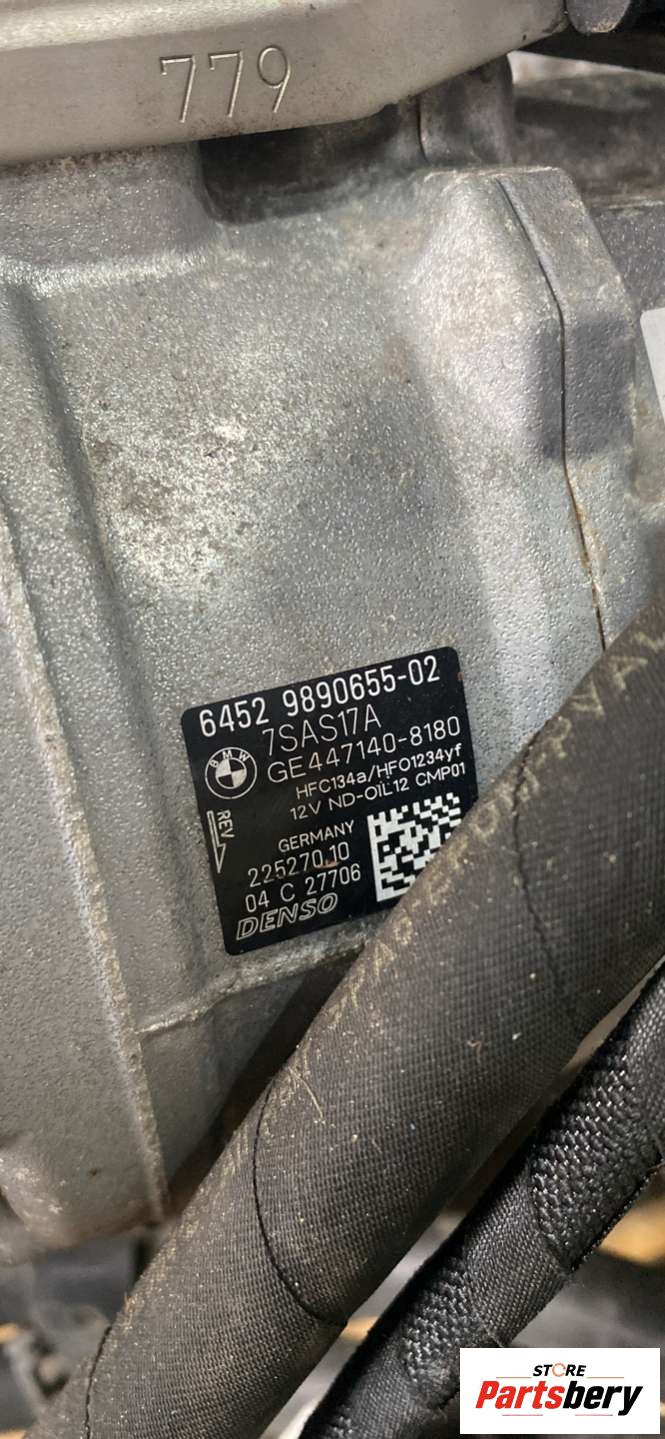 779
6452 9890655-02
7SAS17A
BMW
GE447140-8180
HFC134a/HFO1234yf
12V ND-OIL12 CMP01
REV
GERMANY
225270.10
04 C 27706
DENSO
STORE
Partsbery